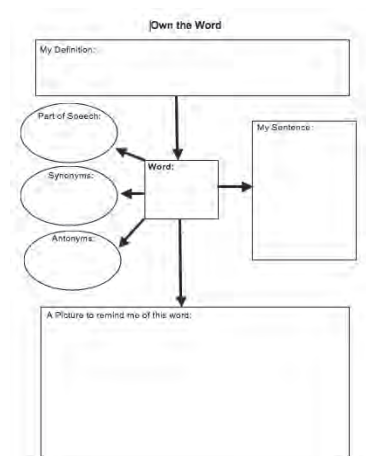 Own the Word
My Definition:
Part of Speech:
My Sentence:
Word:
Synonyms:
Antonyms:
A Picture to remind me of this word: